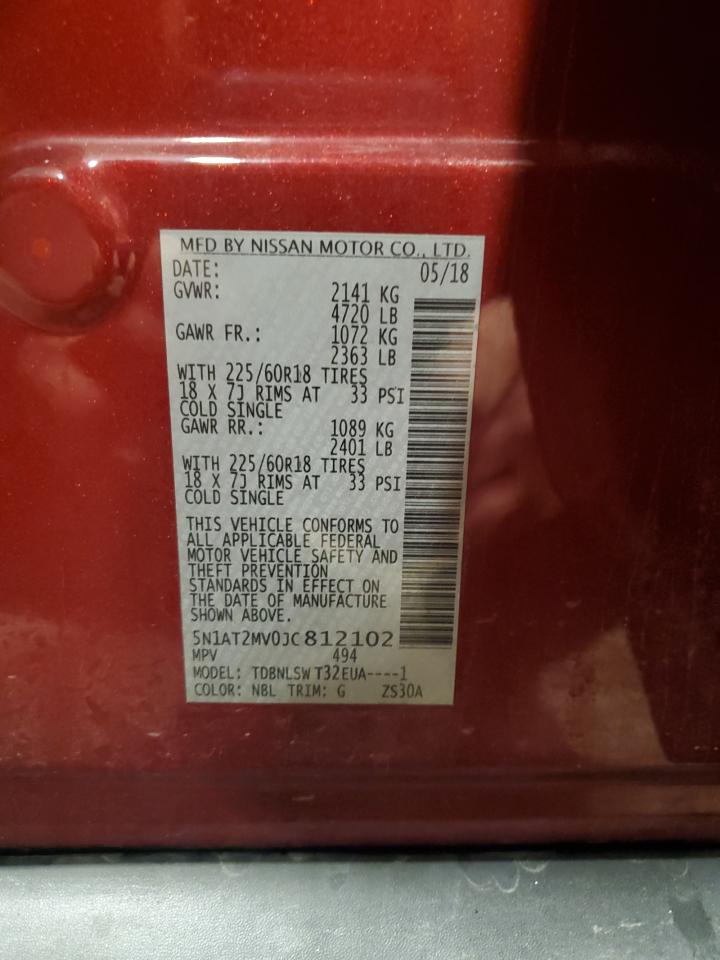 MFD BY NISSAN MOTOR CO., LTD.
DATE: 05/18
GVWR: 2141 KG
4720 LB
GAWR FR.: 1072 KG
2363 LB
WITH 225/60R18 TIRES
18 X 7J RIMS AT 33 PSI
COLD SINGLE
GAWR RR.: 1089 KG
2401 LB
WITH 225/60R18 TIRES
18 X 7J RIMS AT 33 PSI
COLD SINGLE
THIS VEHICLE CONFORMS TO
ALL APPLICABLE FEDERAL
MOTOR VEHICLE SAFETY AND
THEFT PREVENTION
STANDARDS IN EFFECT ON
THE DATE OF MANUFACTURE
SHOWN ABOVE.
5N1AT2MV0JC812102
MPV 494
MODEL: TDBNLSW T32EUA----1
COLOR: NBL TRIM: G ZS30A